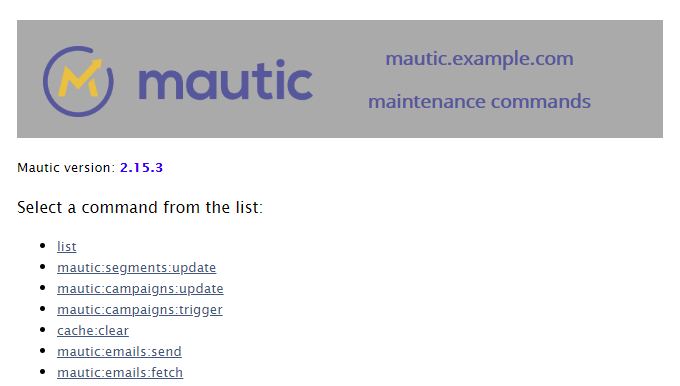 mautic
mautic.example.com
maintenance commands
Mautic version: 2.15.3
Select a command from the list:
list
mautic:segments:update
mautic:campaigns:update
mautic:campaigns:trigger
cache:clear
mautic:emails:send
mautic:emails:fetch